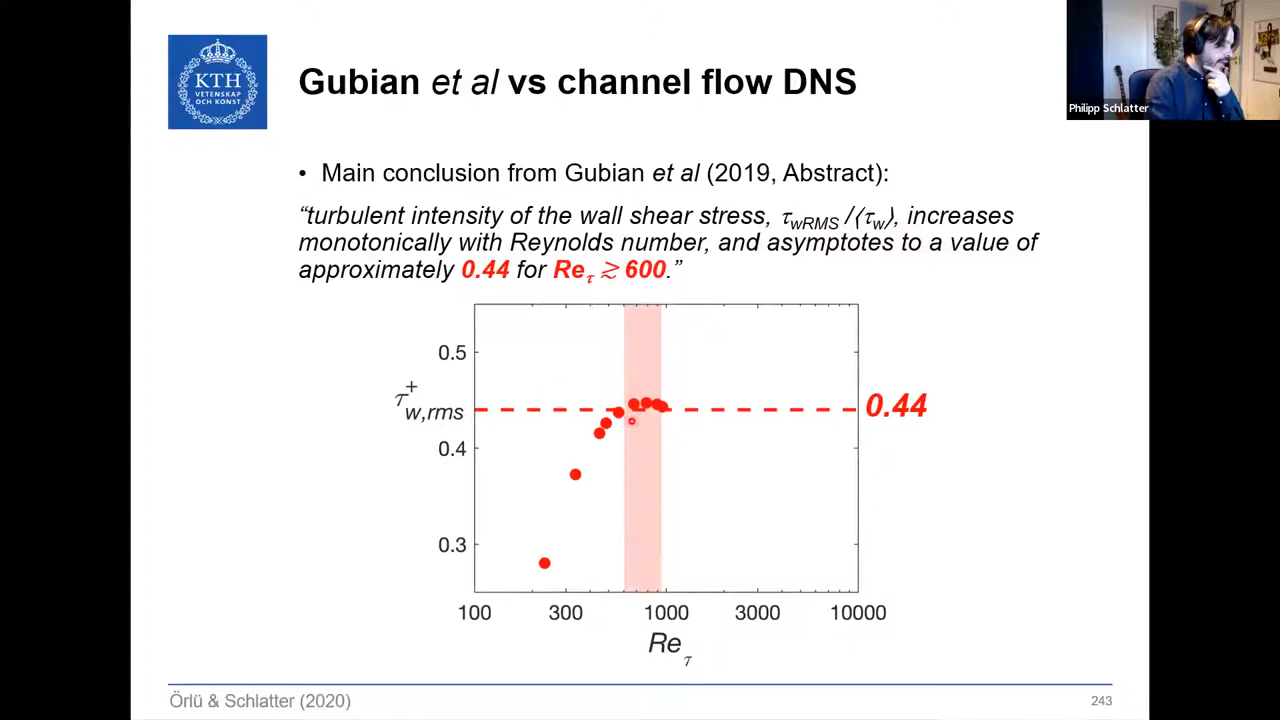 KTH
VETENSKAP
OCH KONST
Gubian et al vs channel flow DNS
Philipp Schlatter
• Main conclusion from Gubian et al (2019, Abstract):
“turbulent intensity of the wall shear stress, τwRMS /⟨τw⟩, increases
monotonically with Reynolds number, and asymptotes to a value of
approximately 0.44 for Reτ ≳ 600.”
0.5
τ+w,rms
0.44
0.4
0.3
100 300 1000 3000 10000
Reτ
Örlü & Schlatter (2020)
243